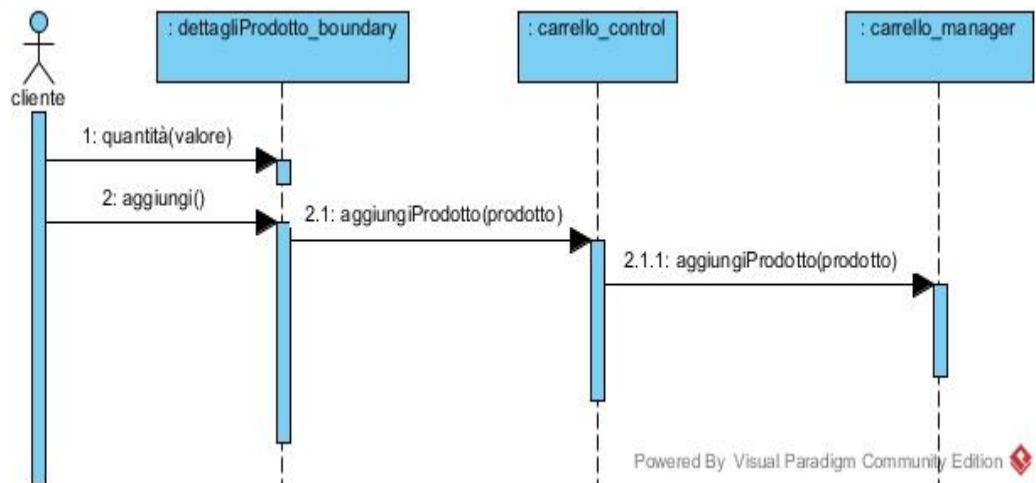 : dettagliProdotto_boundary
: carrello_control
: carrello_manager
cliente
1: quantità(valore)
2: aggiungi()
2.1: aggiungiProdotto(prodotto)
2.1.1: aggiungiProdotto(prodotto)
Powered By Visual Paradigm Community Edition